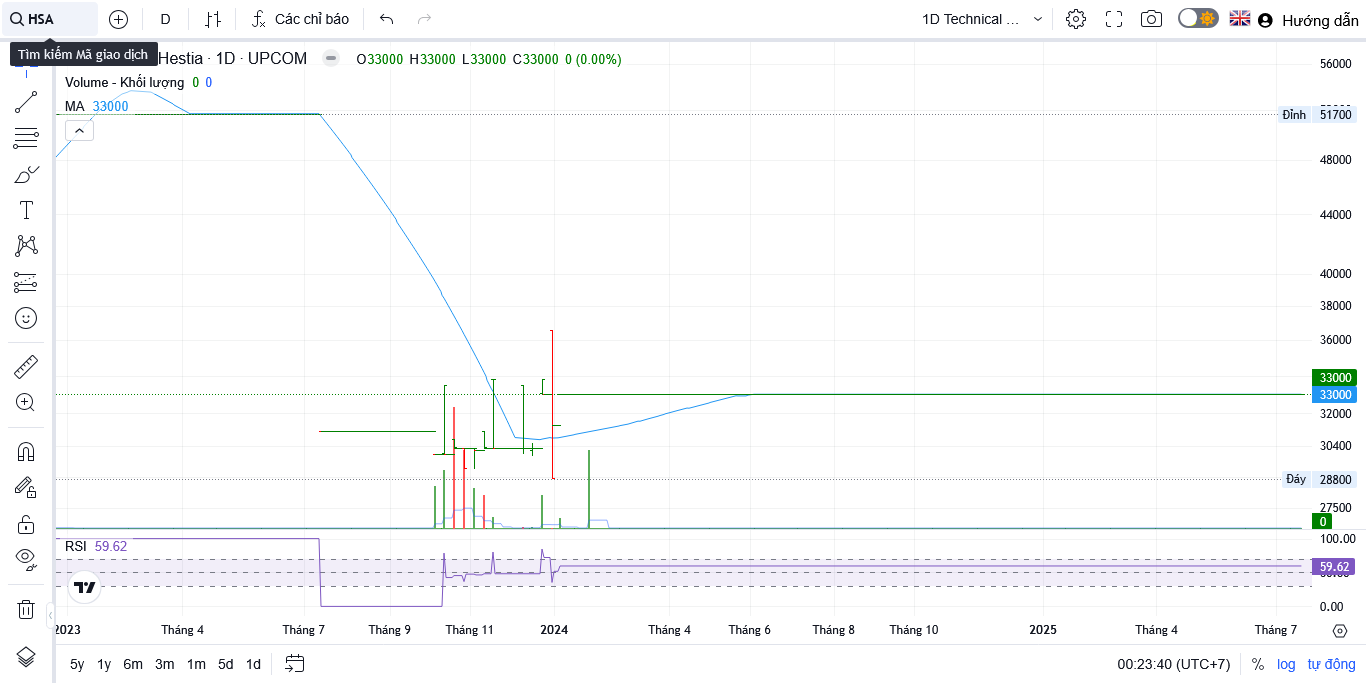 HSA
D
Các chỉ báo
1D Technical ...
Hướng dẫn
Tìm kiếm Mã giao dịch
Hestia · 1D · UPCOM
O33000 H33000 L33000 C33000 0 (0.00%)
Volume - Khối lượng 0 0
MA 33000
56000
Đỉnh 51700
48000
44000
40000
38000
36000
33000
33000
32000
30400
Đáy 28800
27500
0
RSI 59.62
100.00
59.62
0.00
2023 Tháng 4 Tháng 7 Tháng 9 Tháng 11 2024 Tháng 4 Tháng 6 Tháng 8 Tháng 10 2025 Tháng 4 Tháng 7
5y 1y 6m 3m 1m 5d 1d
00:23:40 (UTC+7) % log tự động